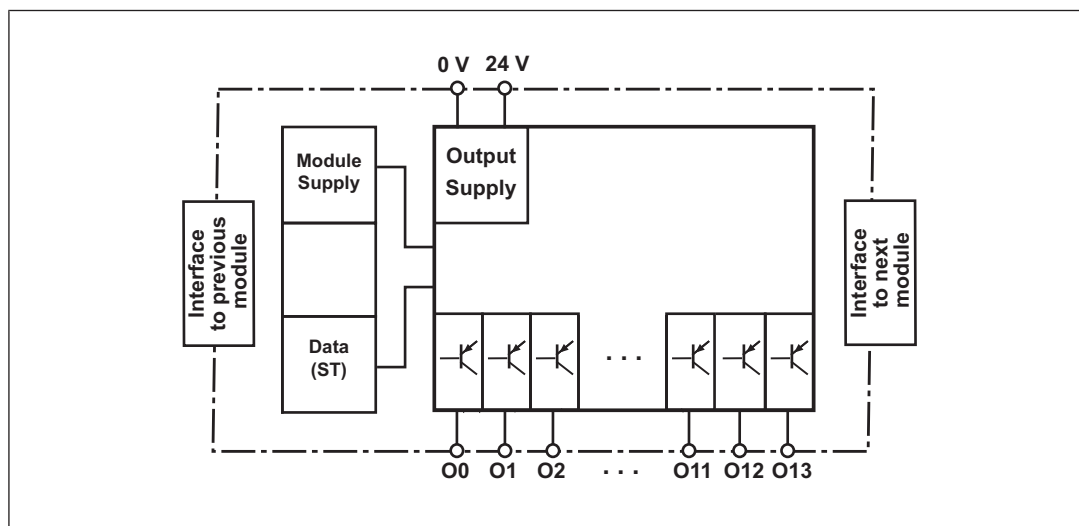 0 V 24 V
Module
Supply
Output
Supply
Interface
to previous
module
Interface
to next
module
Data
(ST)
. . .
O0 O1 O2 . . . O11 O12 O13